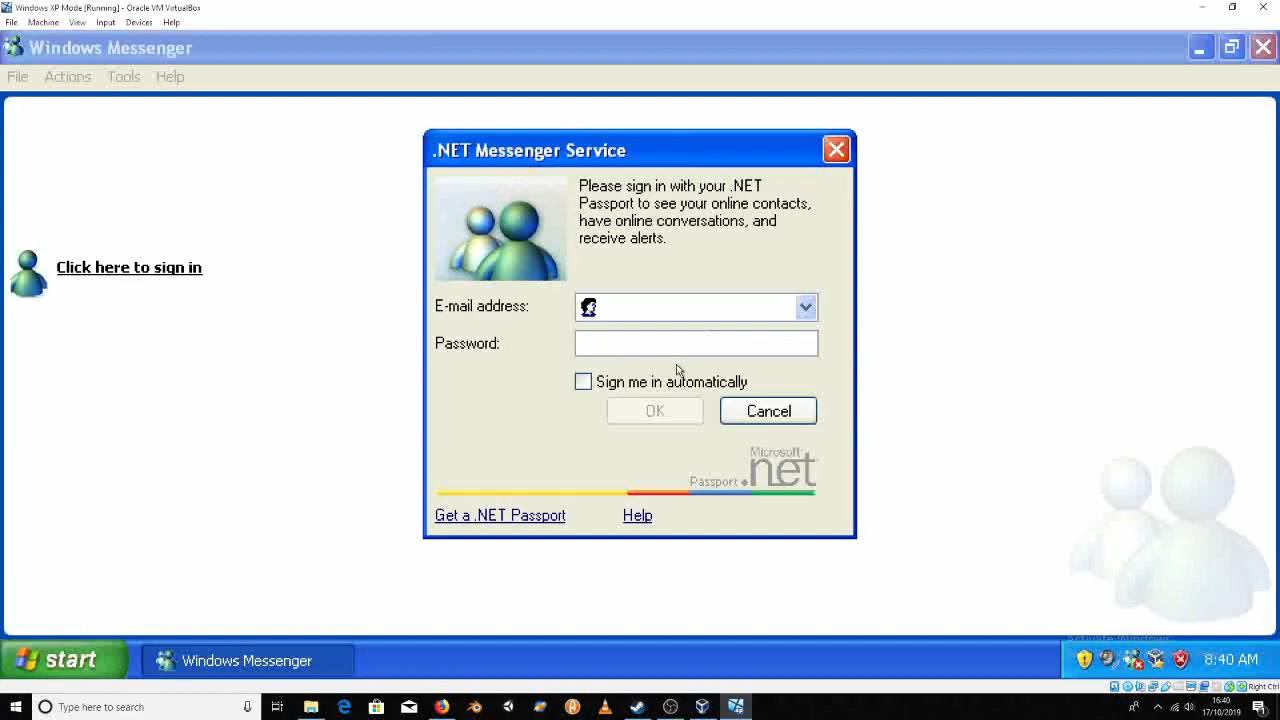 Windows XP Mode [Running] - Oracle VM VirtualBox
File Machine View Input Devices Help
Windows Messenger
File Actions Tools Help
.NET Messenger Service
Please sign in with your .NET
Passport to see your online contacts,
have online conversations, and
receive alerts.
Click here to sign in
E-mail address:
Password:
Sign me in automatically
OK Cancel
Microsoft
Passport net
Get a .NET Passport Help
Activate Windows
start Windows Messenger 8:40 AM
Right Ctrl
Type here to search 16:40
17/10/2019